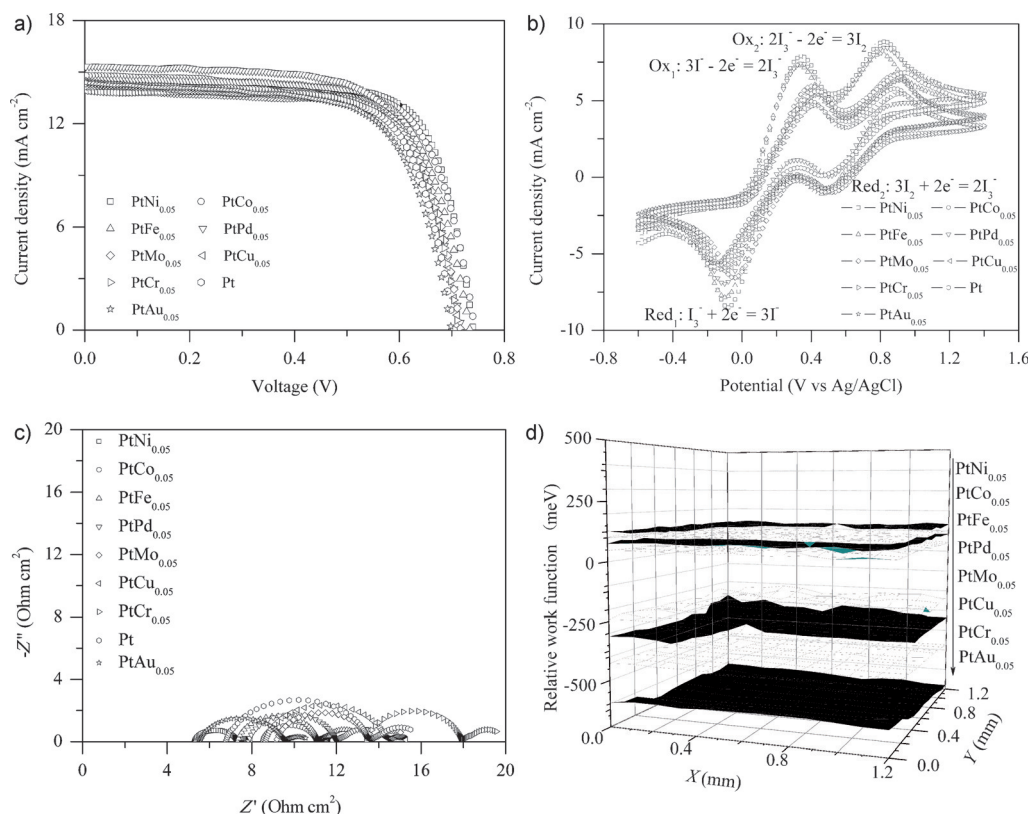 a)
18
15
12
9
6
3
0
Current density (mA cm⁻²)
PtNi₀.₀₅ PtCo₀.₀₅
PtFe₀.₀₅ PtPd₀.₀₅
PtMo₀.₀₅ PtCu₀.₀₅
PtCr₀.₀₅ Pt
PtAu₀.₀₅
0.0 0.2 0.4 0.6 0.8
Voltage (V)
b)
10
5
0
-5
-10
Current density (mA cm⁻²)
Ox₂: 2I₃⁻ - 2e⁻ = 3I₂
Ox₁: 3I⁻ - 2e⁻ = 2I₃⁻
Red₂: 3I₂ + 2e⁻ = 2I₃⁻
PtNi₀.₀₅ PtCo₀.₀₅
PtFe₀.₀₅ PtPd₀.₀₅
PtMo₀.₀₅ PtCu₀.₀₅
PtCr₀.₀₅ Pt
PtAu₀.₀₅
Red₁: I₃⁻ + 2e⁻ = 3I⁻
-0.8 -0.4 0.0 0.4 0.8 1.2 1.6
Potential (V vs Ag/AgCl)
c)
20
16
12
8
4
0
-Z" (Ohm cm²)
PtNi₀.₀₅
PtCo₀.₀₅
PtFe₀.₀₅
PtPd₀.₀₅
PtMo₀.₀₅
PtCu₀.₀₅
PtCr₀.₀₅
Pt
PtAu₀.₀₅
0 4 8 12 16 20
Z' (Ohm cm²)
d)
500
250
0
-250
-500
Relative work function (meV)
PtNi₀.₀₅
PtCo₀.₀₅
PtFe₀.₀₅
PtPd₀.₀₅
PtMo₀.₀₅
PtCu₀.₀₅
PtCr₀.₀₅
PtAu₀.₀₅
0.0 0.4 0.8 1.2
X (mm)
0.0 0.4 0.8 1.2
Y (mm)